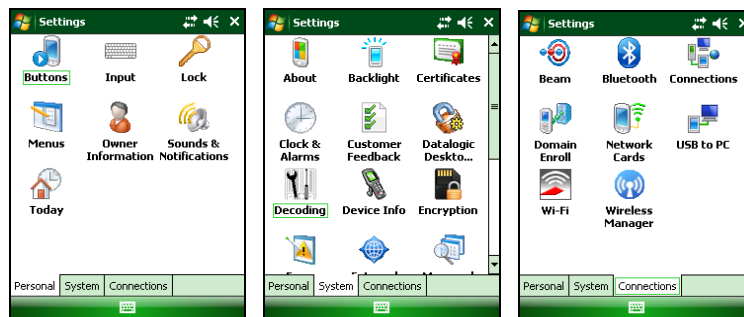 Settings
Buttons Input Lock
Menus Owner Information Sounds & Notifications
Today
Personal System Connections
Settings
About Backlight Certificates
Clock & Alarms Customer Feedback Datalogic Deskto...
Decoding Device Info Encryption
Personal System Connections
Settings
Beam Bluetooth Connections
Domain Enroll Network Cards USB to PC
Wi-Fi Wireless Manager
Personal System Connections